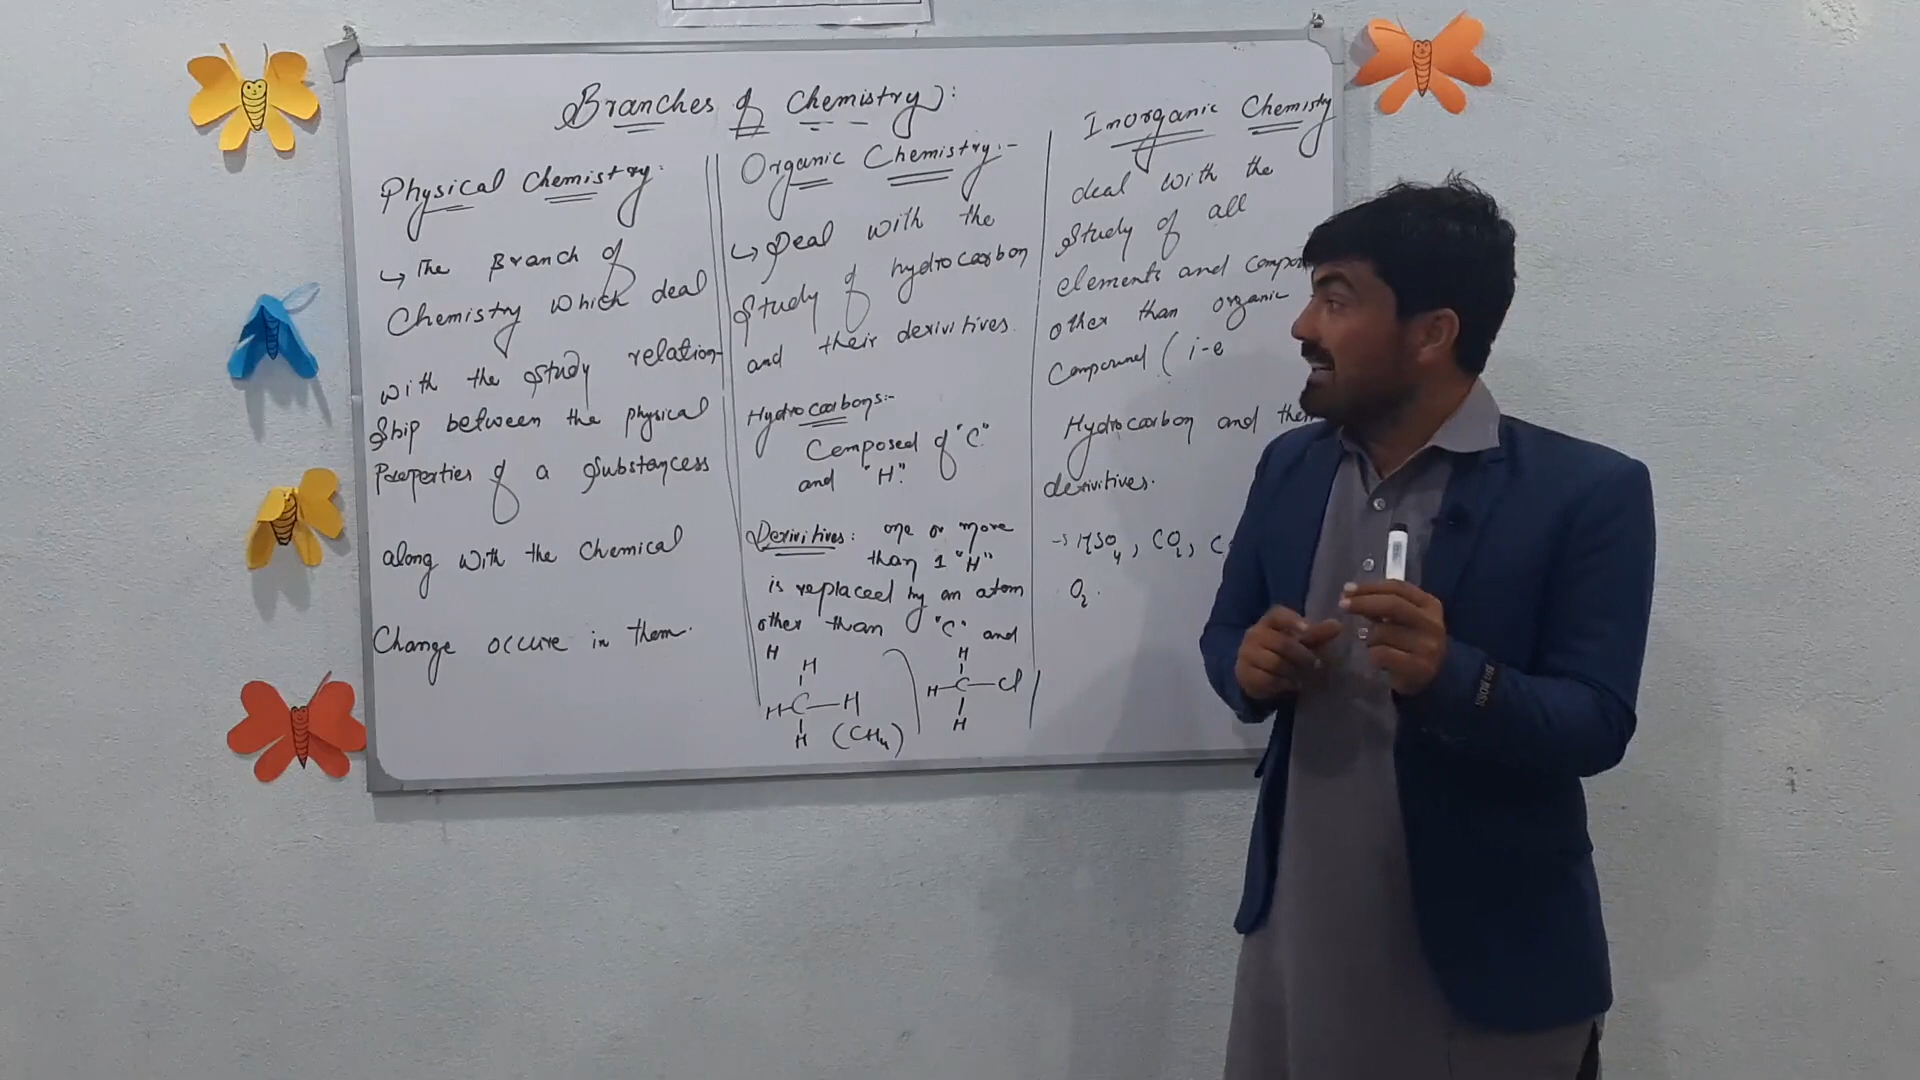 Branches of Chemistry:
Physical Chemistry:
↪ The Branch of
Chemistry which deal
with the study relation-
ship between the physical
Properties of a substancess
along with the chemical
Change occure in them.
Organic Chemistry:-
↪ Deal with the
study of hydrocarbon
and their derivitives.
Hydrocarbons:-
Composed of "C"
and "H".
Derivitives: one or more
than 1 "H"
is replaced by an atom
other than "C" and
H
H
H-C-H
H (CH4)
H
H-C-Cl
H
Inorganic Chemistry
deal with the
study of all
elements and
other than organic
Compound (i-e
Hydrocarbon and
derivitives.
→ HSO4, CO2,
O2.